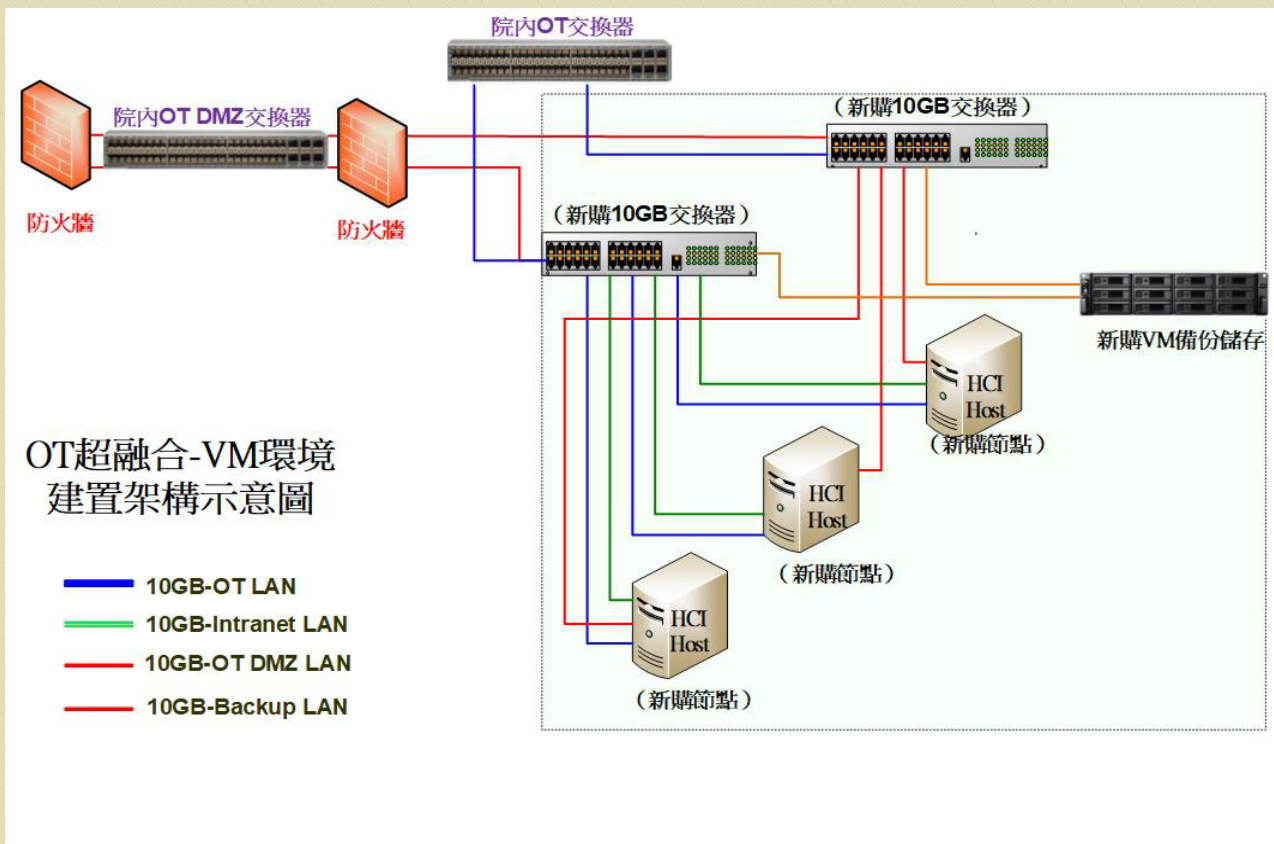 院內OT交換器
院內OT DMZ交換器
（新購10GB交換器）
防火牆
防火牆
（新購10GB交換器）
新購VM備份儲存
HCI
Host
（新購節點）
OT超融合-VM環境
建置架構示意圖
HCI
Host
（新購節點）
10GB-OT LAN
10GB-Intranet LAN
HCI
Host
10GB-OT DMZ LAN
（新購節點）
10GB-Backup LAN